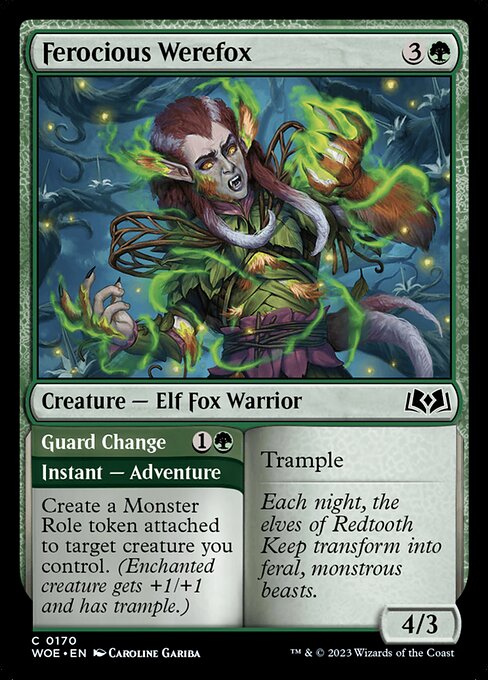 Ferocious Werefox 3
Creature — Elf Fox Warrior
Guard Change 1
Instant — Adventure
Create a Monster
Role token attached
to target creature you
control. (Enchanted
creature gets +1/+1
and has trample.)
Trample
Each night, the
elves of Redtooth
Keep transform into
feral, monstrous
beasts.
4/3
C 0170
WOE • EN Caroline Gariba
™ & © 2023 Wizards of the Coast